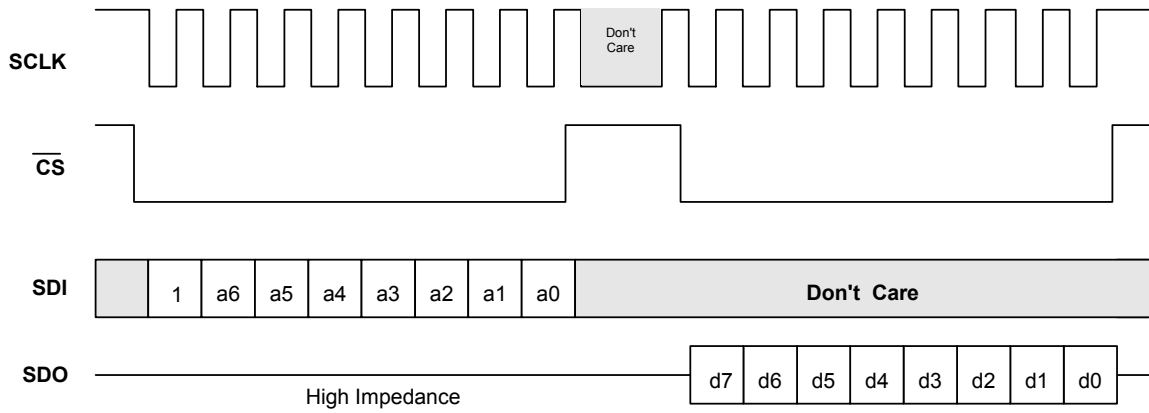 Don't
Care
SCLK
CS
SDI
1 a6 a5 a4 a3 a2 a1 a0 Don't Care
SDO
d7 d6 d5 d4 d3 d2 d1 d0
High Impedance